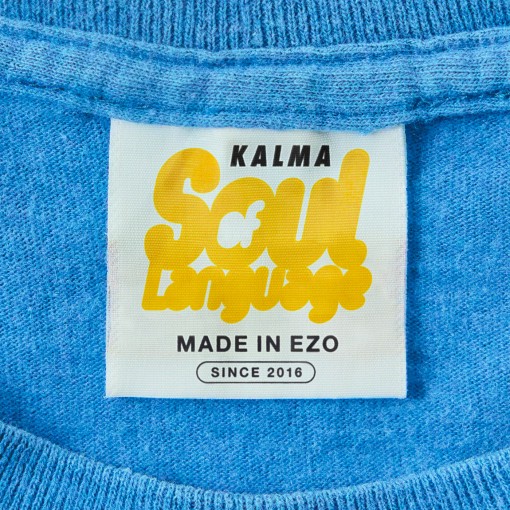 KALMA
Soul of
Language
MADE IN EZO
SINCE 2016